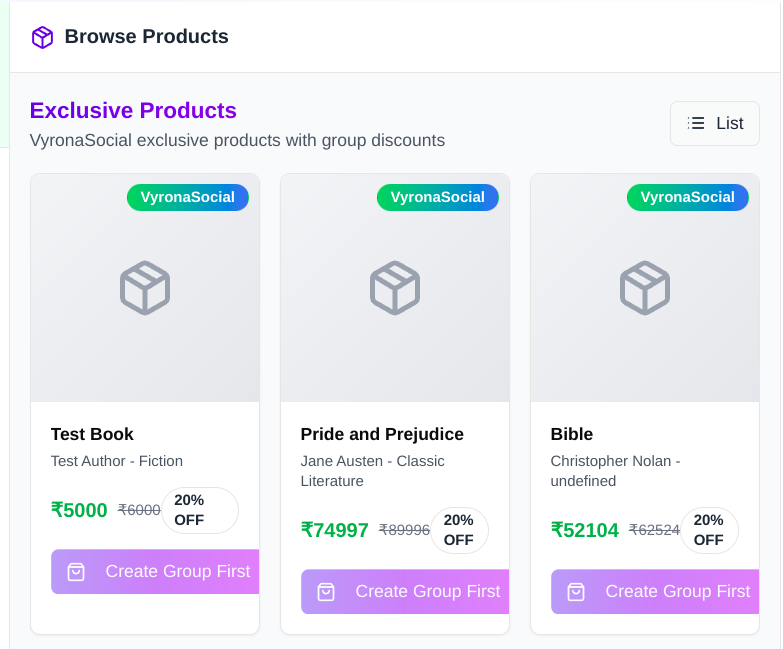 Browse Products
Exclusive Products
VyronaSocial exclusive products with group discounts
List
VyronaSocial
VyronaSocial
VyronaSocial
Test Book
Test Author - Fiction
₹5000 ₹6000 20%
OFF
Create Group First
Pride and Prejudice
Jane Austen - Classic
Literature
₹74997 ₹89996 20%
OFF
Create Group First
Bible
Christopher Nolan -
undefined
₹52104 ₹62524 20%
OFF
Create Group First